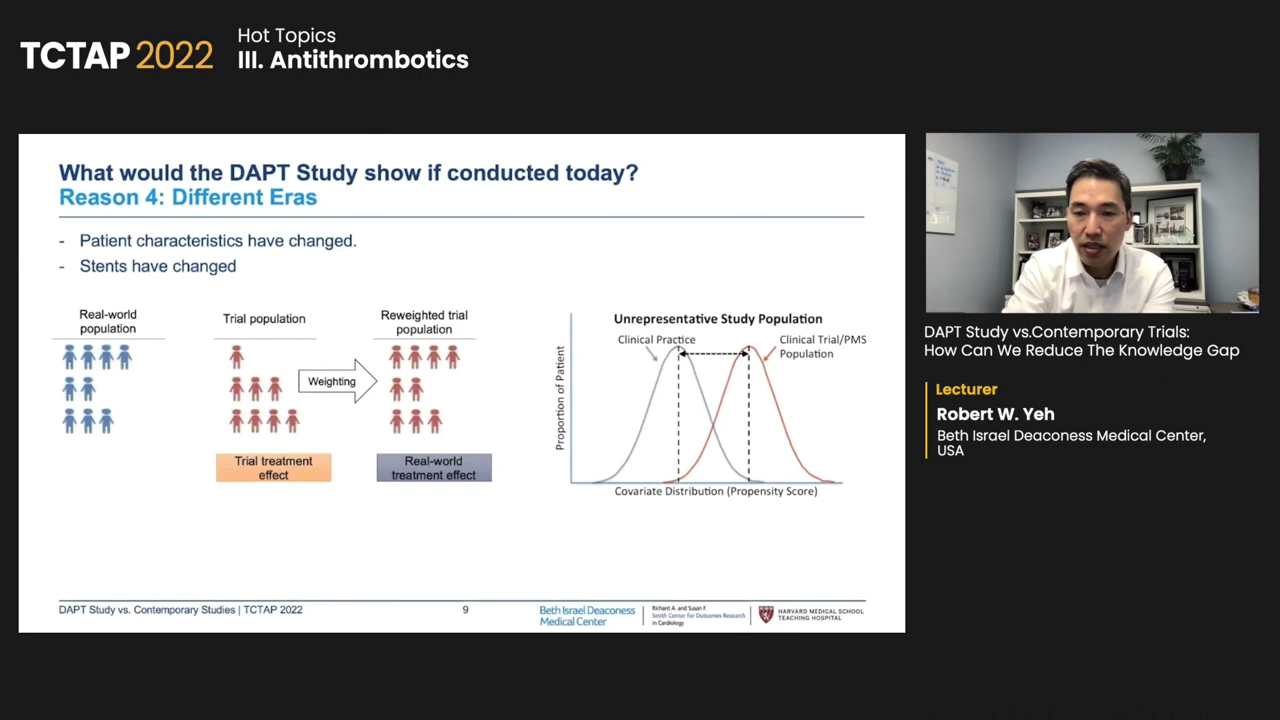 TCTAP 2022
Hot Topics
III. Antithrombotics
What would the DAPT Study show if conducted today?
Reason 4: Different Eras
- Patient characteristics have changed.
- Stents have changed
Real-world
population
Trial population
Reweighted trial
population
Weighting
Trial treatment
effect
Real-world
treatment effect
Unrepresentative Study Population
Clinical Practice
Clinical Trial/PMS
Population
Proportion of Patient
Covariate Distribution (Propensity Score)
DAPT Study vs. Contemporary Studies | TCTAP 2022
9
Beth Israel Deaconess
Medical Center
Richard A. and Susan F.
Smith Center for Outcomes Research
in Cardiology
HARVARD MEDICAL SCHOOL
TEACHING HOSPITAL
DAPT Study vs.Contemporary Trials:
How Can We Reduce The Knowledge Gap
Lecturer
Robert W. Yeh
Beth Israel Deaconess Medical Center,
USA